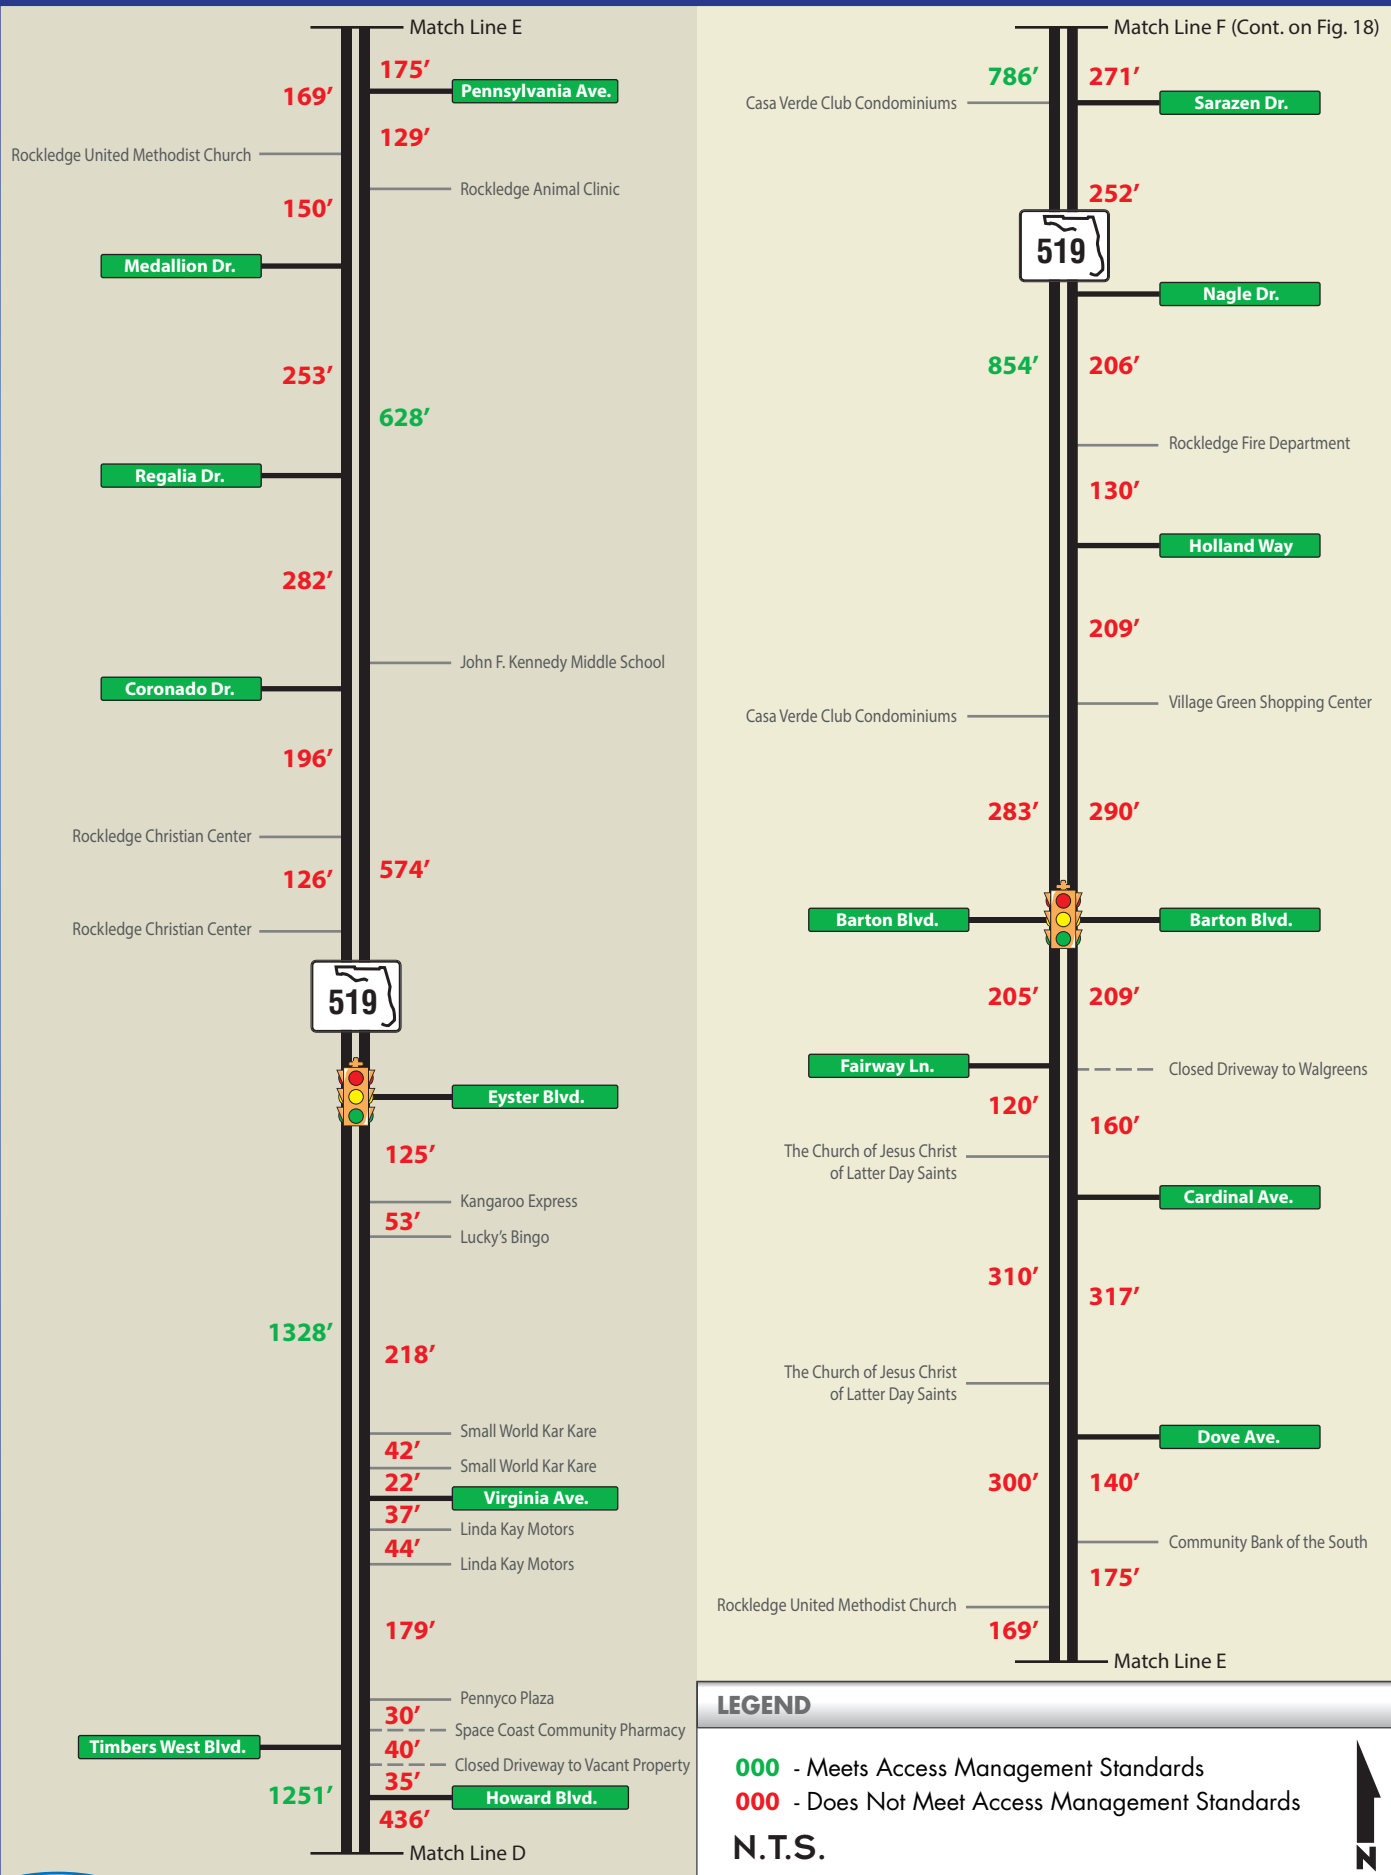 Match Line E
175’
Pennsylvania Ave.
169’
129’
Rockledge United Methodist Church
Rockledge Animal Clinic
150’
Medallion Dr.
253’
628’
Regalia Dr.
282’
John F. Kennedy Middle School
Coronado Dr.
196’
Rockledge Christian Center
574’
126’
Rockledge Christian Center
519
Eyster Blvd.
125’
Kangaroo Express
53’
Lucky’s Bingo
1328’
218’
Small World Kar Kare
42’
Small World Kar Kare
22’
Virginia Ave.
37’
Linda Kay Motors
44’
Linda Kay Motors
179’
Pennyco Plaza
30’
Space Coast Community Pharmacy
Timbers West Blvd.
40’
Closed Driveway to Vacant Property
35’
1251’
Howard Blvd.
436’
Match Line D
Match Line F (Cont. on Fig. 18)
786’
271’
Casa Verde Club Condominiums
Sarazen Dr.
252’
519
Nagle Dr.
854’
206’
Rockledge Fire Department
130’
Holland Way
209’
Village Green Shopping Center
Casa Verde Club Condominiums
283’
290’
Barton Blvd.
Barton Blvd.
205’
209’
Fairway Ln.
Closed Driveway to Walgreens
120’
160’
The Church of Jesus Christ
of Latter Day Saints
Cardinal Ave.
310’
317’
The Church of Jesus Christ
of Latter Day Saints
Dove Ave.
300’
140’
Community Bank of the South
175’
Rockledge United Methodist Church
169’
Match Line E
LEGEND
000 - Meets Access Management Standards
000 - Does Not Meet Access Management Standards
N.T.S.
N